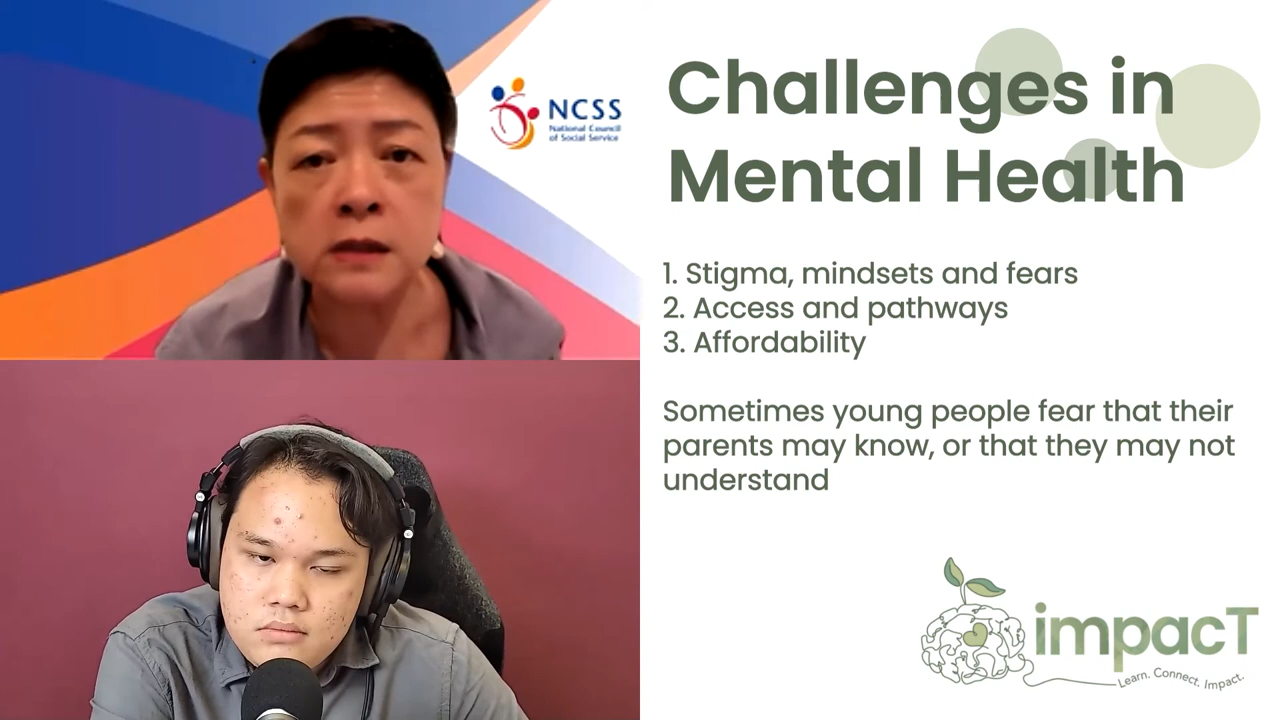 NCSS
National Council
of Social Service
Challenges in
Mental Health
1. Stigma, mindsets and fears
2. Access and pathways
3. Affordability
Sometimes young people fear that their
parents may know, or that they may not
understand
impacT
Learn. Connect. Impact.